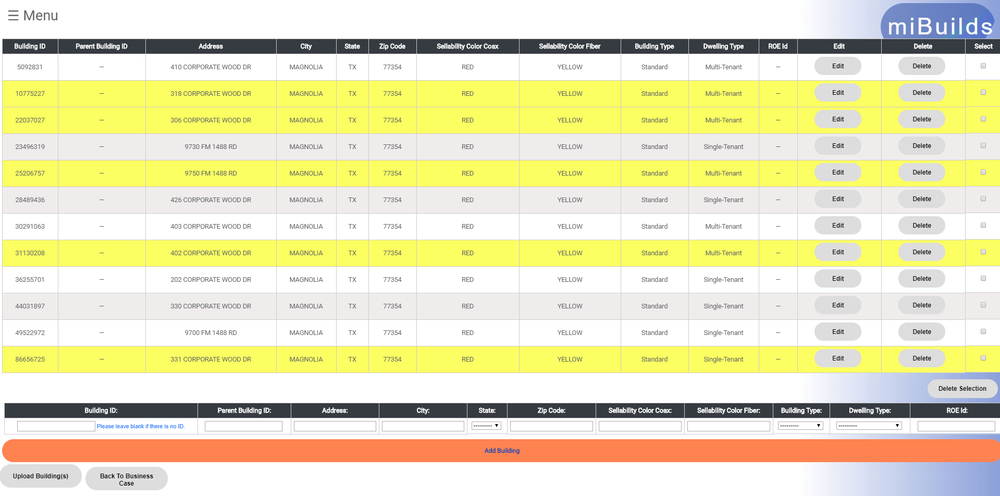 ☰ Menu
miBuilds
Building ID Parent Building ID Address City State Zip Code Sellability Color Coax Sellability Color Fiber Building Type Dwelling Type ROE Id Edit Delete Select
5092831 — 410 CORPORATE WOOD DR MAGNOLIA TX 77354 RED YELLOW Standard Multi-Tenant — Edit Delete
10775227 — 318 CORPORATE WOOD DR MAGNOLIA TX 77354 RED YELLOW Standard Multi-Tenant — Edit Delete
22037027 — 306 CORPORATE WOOD DR MAGNOLIA TX 77354 RED YELLOW Standard Multi-Tenant — Edit Delete
23496319 — 9730 FM 1488 RD MAGNOLIA TX 77354 RED YELLOW Standard Single-Tenant — Edit Delete
25206757 — 9750 FM 1488 RD MAGNOLIA TX 77354 RED YELLOW Standard Multi-Tenant — Edit Delete
28489436 — 426 CORPORATE WOOD DR MAGNOLIA TX 77354 RED YELLOW Standard Single-Tenant — Edit Delete
30291063 — 403 CORPORATE WOOD DR MAGNOLIA TX 77354 RED YELLOW Standard Multi-Tenant — Edit Delete
31130208 — 402 CORPORATE WOOD DR MAGNOLIA TX 77354 RED YELLOW Standard Multi-Tenant — Edit Delete
36255701 — 202 CORPORATE WOOD DR MAGNOLIA TX 77354 RED YELLOW Standard Single-Tenant — Edit Delete
44031897 — 330 CORPORATE WOOD DR MAGNOLIA TX 77354 RED YELLOW Standard Single-Tenant — Edit Delete
49522972 — 9700 FM 1488 RD MAGNOLIA TX 77354 RED YELLOW Standard Single-Tenant — Edit Delete
86656725 — 331 CORPORATE WOOD DR MAGNOLIA TX 77354 RED YELLOW Standard Single-Tenant — Edit Delete
Delete Selection
Building ID: Parent Building ID: Address: City: State: Zip Code: Sellability Color Coax: Sellability Color Fiber: Building Type: Dwelling Type: ROE Id:
Please leave blank if there is no ID. --------- --------- ---------
Add Building
Upload Building(s)
Back To Business
Case